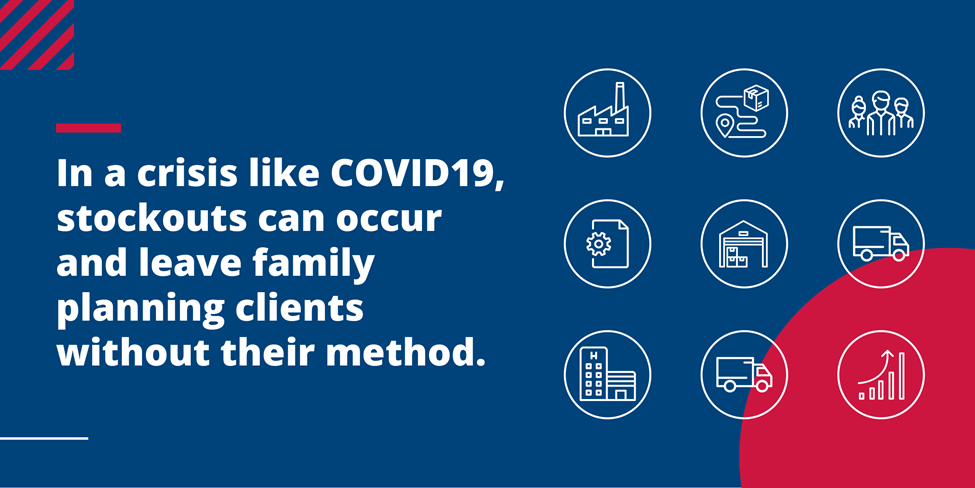 In a crisis like COVID19,
stockouts can occur
and leave family
planning clients
without their method.
H